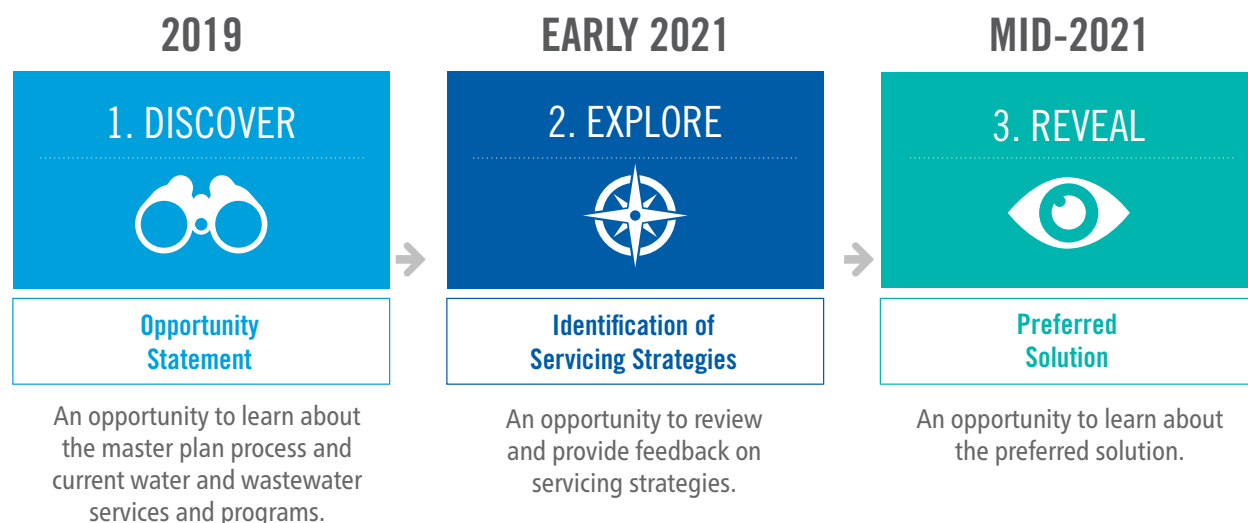 2019
1. DISCOVER
Opportunity
Statement
An opportunity to learn about
the master plan process and
current water and wastewater
services and programs.
EARLY 2021
2. EXPLORE
Identification of
Servicing Strategies
An opportunity to review
and provide feedback on
servicing strategies.
MID-2021
3. REVEAL
Preferred
Solution
An opportunity to learn about
the preferred solution.